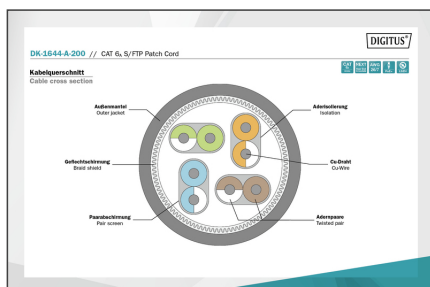 DIGITUS®
DK-1644-A-200 // CAT 6A S/FTP Patch Cord
Kabelquerschnitt
Cable cross section
Außenmantel
Outer jacket
Aderisolierung
Isolation
Geflechtschirmung
Braid shield
Cu-Draht
Cu-Wire
Paarabschirmung
Pair screen
Adernpaare
Twisted pair